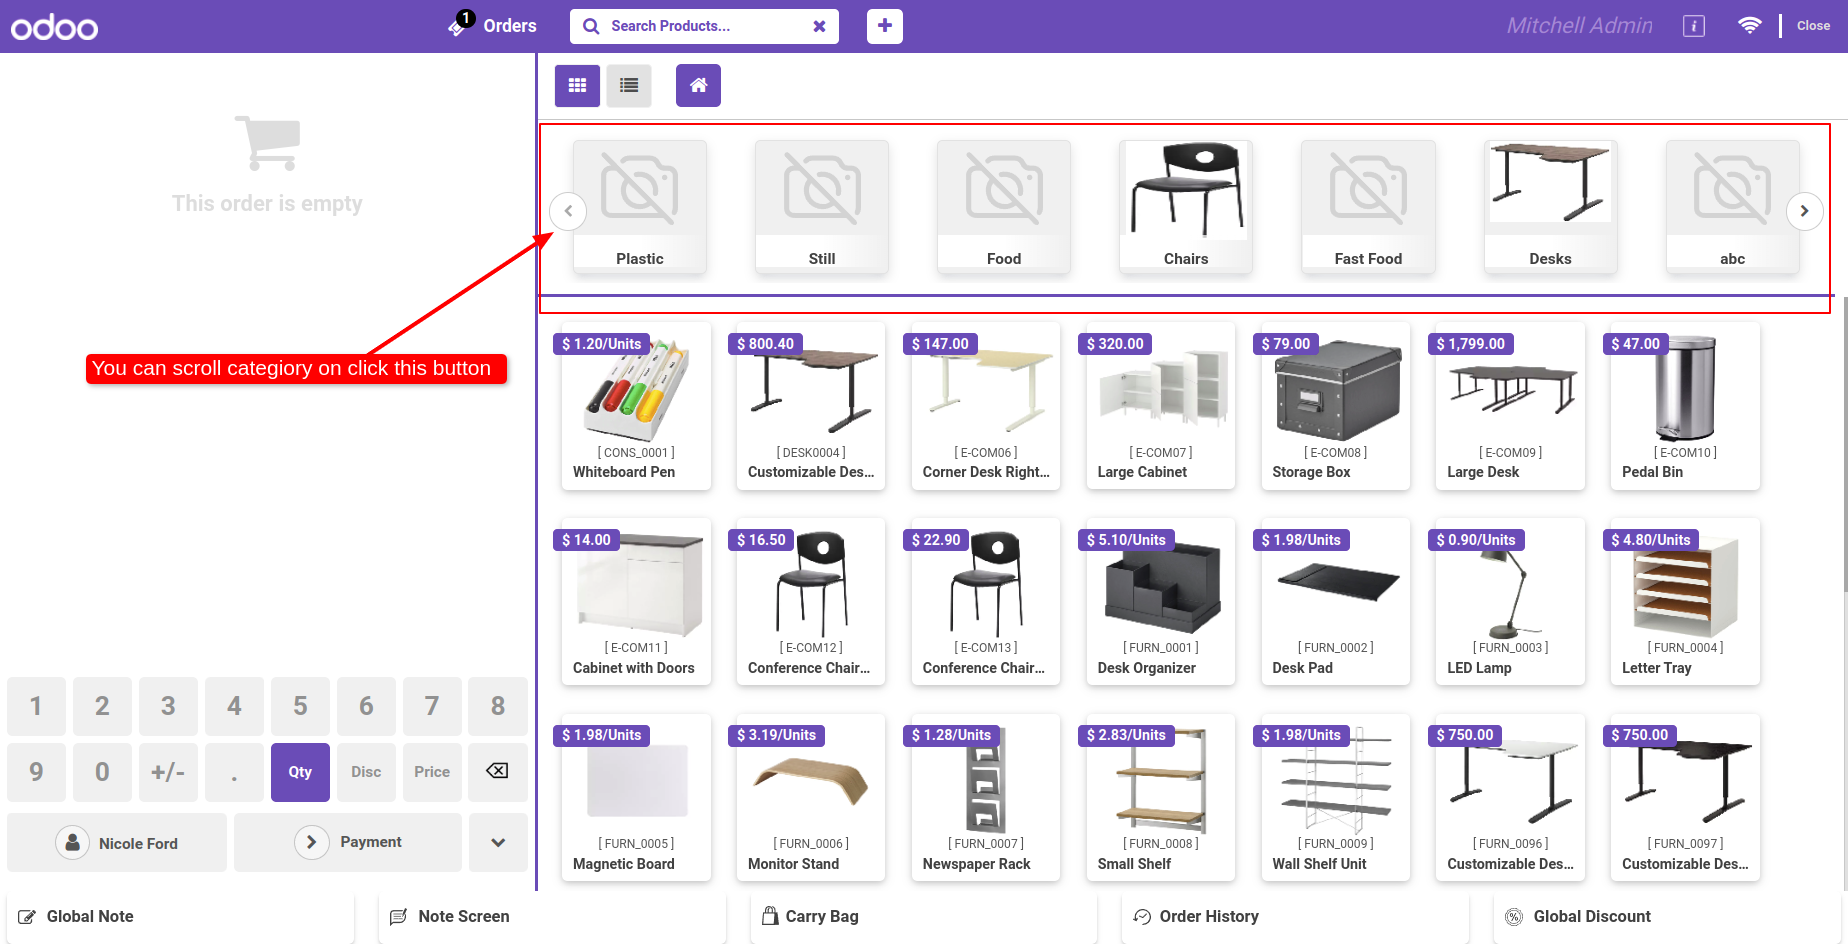 odoo
1
Orders
Search Products...
Mitchell Admin
i
Close
This order is empty
Plastic
Still
Food
Chairs
Fast Food
Desks
abc
You can scroll categiory on click this button
$ 1.20/Units
$ 800.40
$ 147.00
$ 320.00
$ 79.00
$ 1,799.00
$ 47.00
[ CONS_0001 ]
[ DESK0004 ]
[ E-COM06 ]
[ E-COM07 ]
[ E-COM08 ]
[ E-COM09 ]
[ E-COM10 ]
Whiteboard Pen
Customizable Des...
Corner Desk Right...
Large Cabinet
Storage Box
Large Desk
Pedal Bin
$ 14.00
$ 16.50
$ 22.90
$ 5.10/Units
$ 1.98/Units
$ 0.90/Units
$ 4.80/Units
[ E-COM11 ]
[ E-COM12 ]
[ E-COM13 ]
[ FURN_0001 ]
[ FURN_0002 ]
[ FURN_0003 ]
[ FURN_0004 ]
Cabinet with Doors
Conference Chair...
Conference Chair...
Desk Organizer
Desk Pad
LED Lamp
Letter Tray
$ 1.98/Units
$ 3.19/Units
$ 1.28/Units
$ 2.83/Units
$ 1.98/Units
$ 750.00
$ 750.00
[ FURN_0005 ]
[ FURN_0006 ]
[ FURN_0007 ]
[ FURN_0008 ]
[ FURN_0009 ]
[ FURN_0096 ]
[ FURN_0097 ]
Magnetic Board
Monitor Stand
Newspaper Rack
Small Shelf
Wall Shelf Unit
Customizable Des...
Customizable Des...
1 2 3 4 5 6 7 8
9 0 +/- . Qty Disc Price
Nicole Ford
Payment
Global Note
Note Screen
Carry Bag
Order History
Global Discount